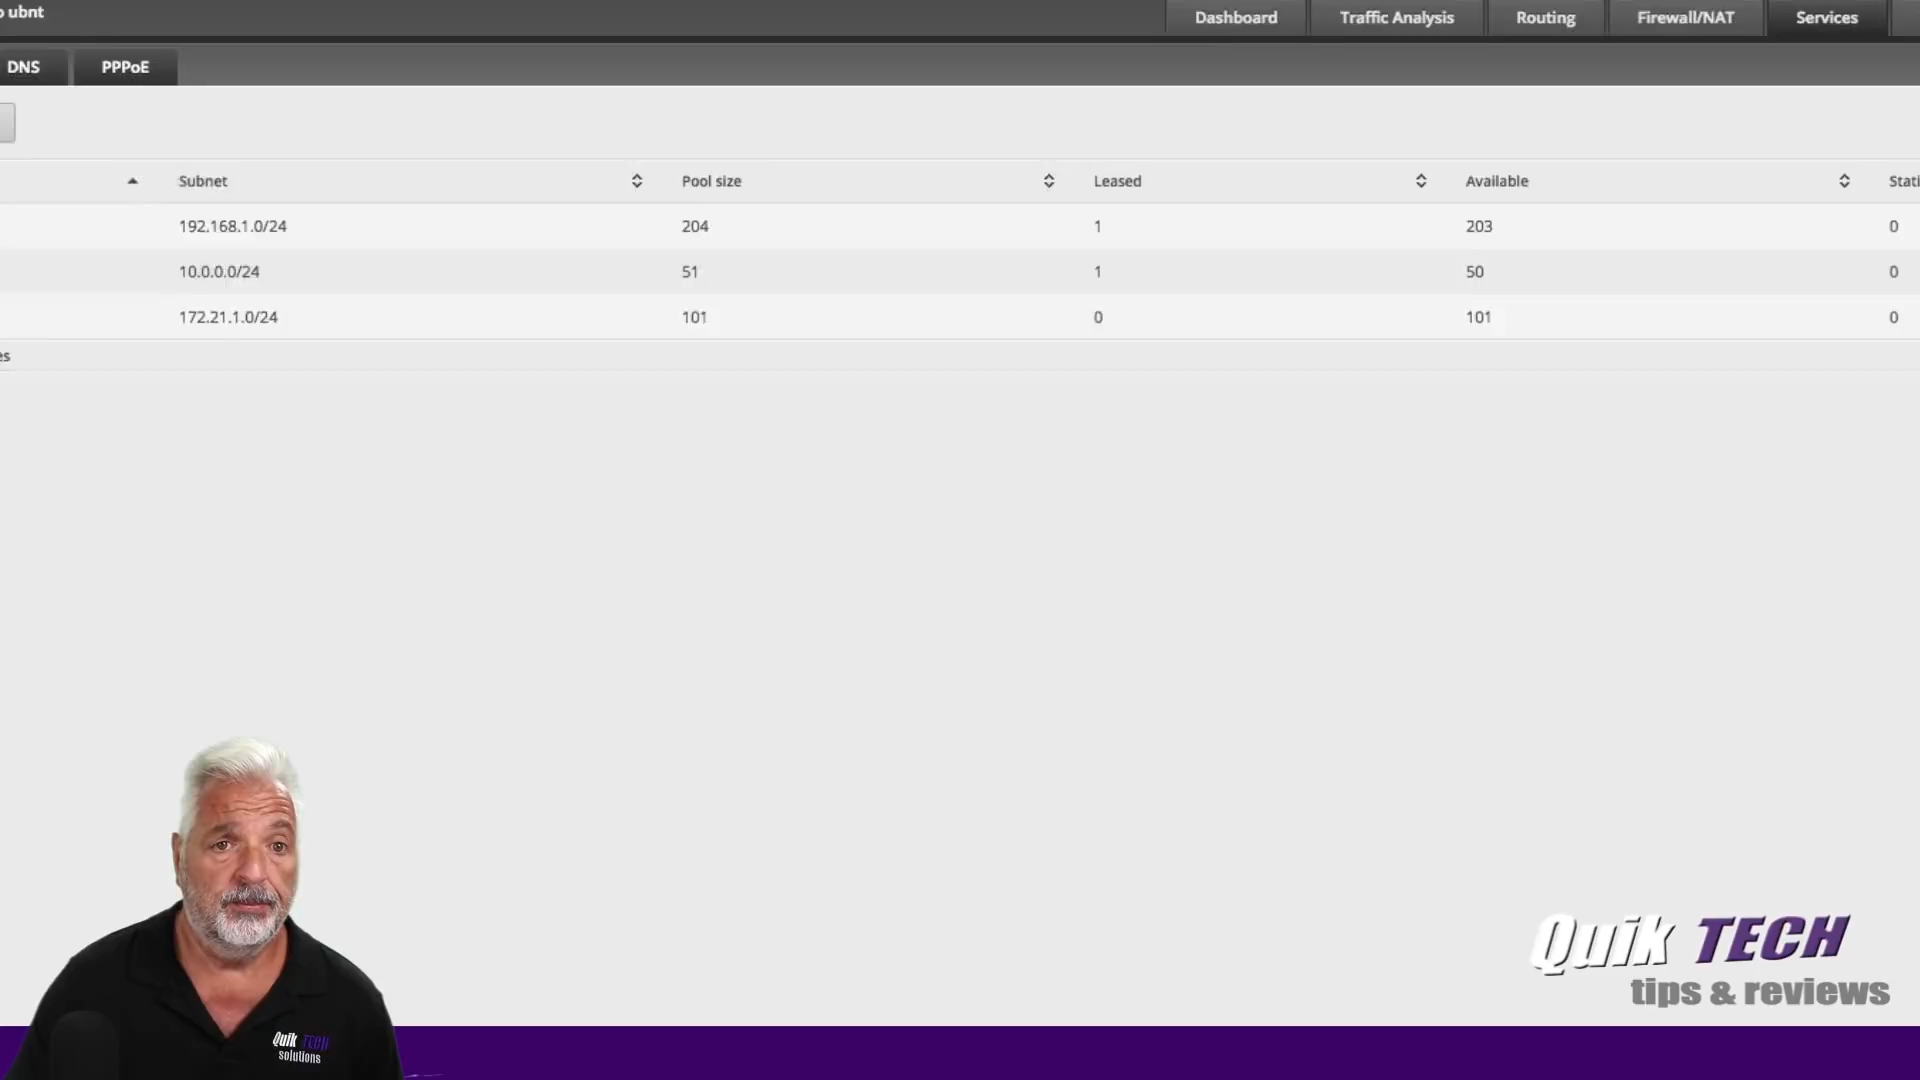 o ubnt
Dashboard Traffic Analysis Routing Firewall/NAT Services
DNS PPPoE
Subnet Pool size Leased Available Stati
192.168.1.0/24 204 1 203 0
10.0.0.0/24 51 1 50 0
172.21.1.0/24 101 0 101 0
es
Quik TECH
tips & reviews
Quik TECH
solutions